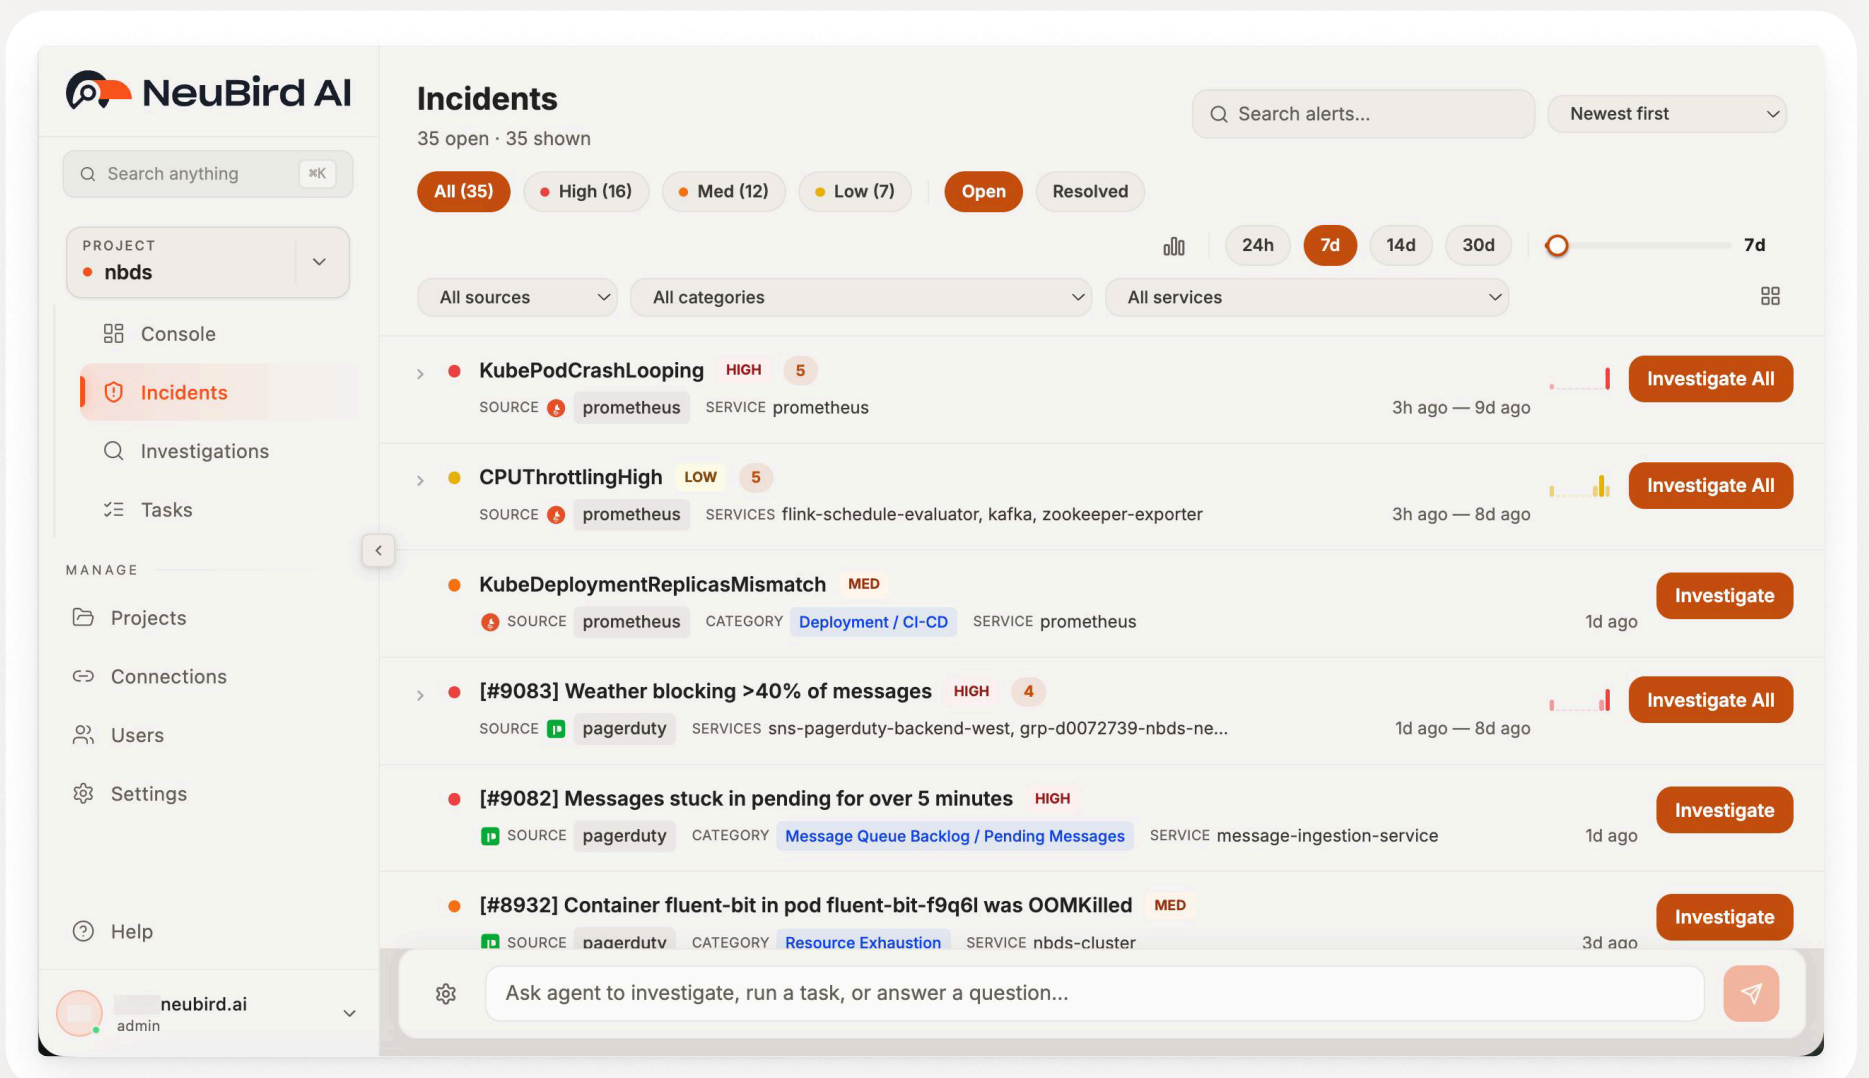 NeuBird AI
Search anything
⌘K
PROJECT
nbds
Console
Incidents
Investigations
Tasks
MANAGE
Projects
Connections
Users
Settings
Help
neubird.ai
admin
Incidents
35 open · 35 shown
Search alerts...
Newest first
All (35)
High (16)
Med (12)
Low (7)
Open
Resolved
24h
7d
14d
30d
7d
All sources
All categories
All services
KubePodCrashLooping HIGH 5
SOURCE prometheus SERVICE prometheus
3h ago — 9d ago
Investigate All
CPUThrottlingHigh LOW 5
SOURCE prometheus SERVICES flink-schedule-evaluator, kafka, zookeeper-exporter
3h ago — 8d ago
Investigate All
KubeDeploymentReplicasMismatch MED
SOURCE prometheus CATEGORY Deployment / CI-CD SERVICE prometheus
1d ago
Investigate
[#9083] Weather blocking >40% of messages HIGH 4
SOURCE pagerduty SERVICES sns-pagerduty-backend-west, grp-d0072739-nbds-ne...
1d ago — 8d ago
Investigate All
[#9082] Messages stuck in pending for over 5 minutes HIGH
SOURCE pagerduty CATEGORY Message Queue Backlog / Pending Messages SERVICE message-ingestion-service
1d ago
Investigate
[#8932] Container fluent-bit in pod fluent-bit-f9q6l was OOMKilled MED
SOURCE pagerduty CATEGORY Resource Exhaustion SERVICE nbds-cluster
3d ago
Investigate
Ask agent to investigate, run a task, or answer a question...